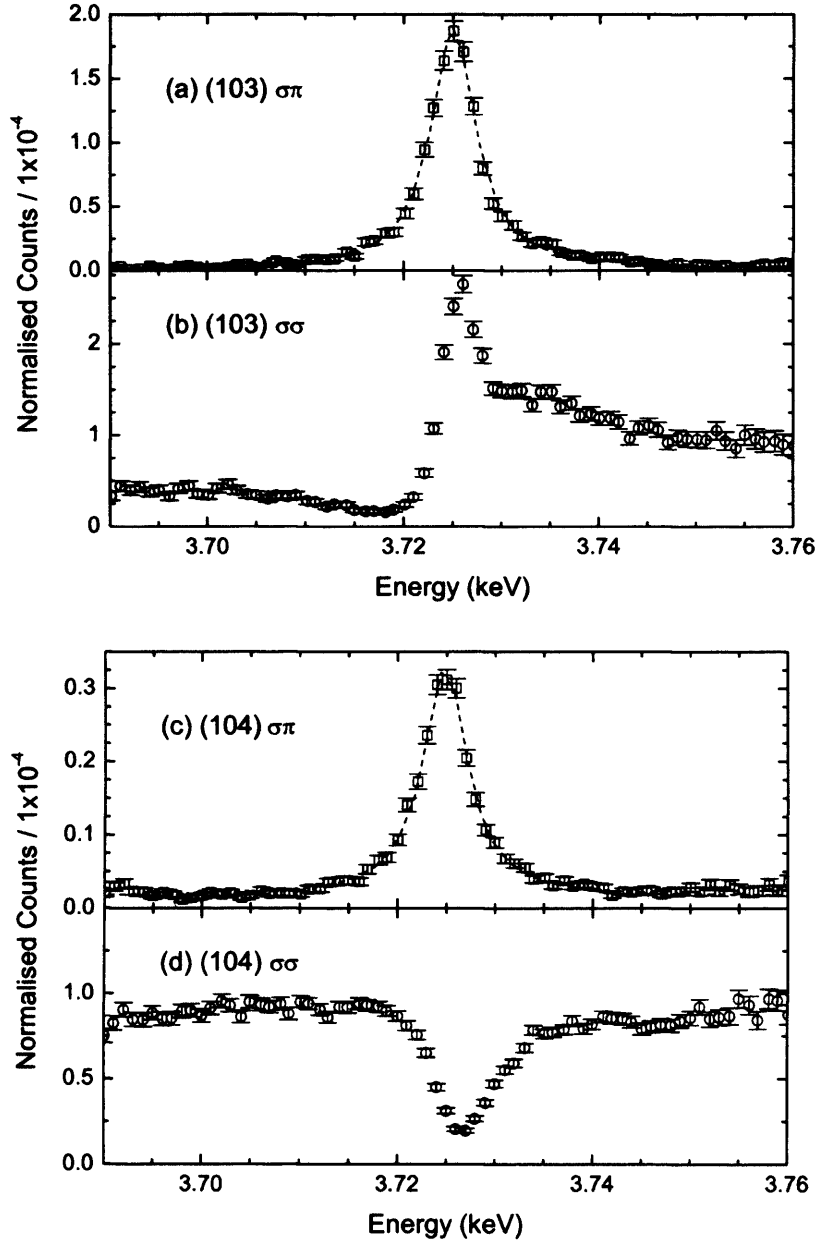 2.0
(a) (103) σπ
1.5
1.0
0.5
0.0
Normalised Counts / 1x10⁻⁴
(b) (103) σσ
2
1
0
3.70
3.72
3.74
3.76
Energy (keV)
(c) (104) σπ
0.3
0.2
0.1
0.0
Normalised Counts / 1x10⁻⁴
(d) (104) σσ
1.0
0.5
0.0
3.70
3.72
3.74
3.76
Energy (keV)